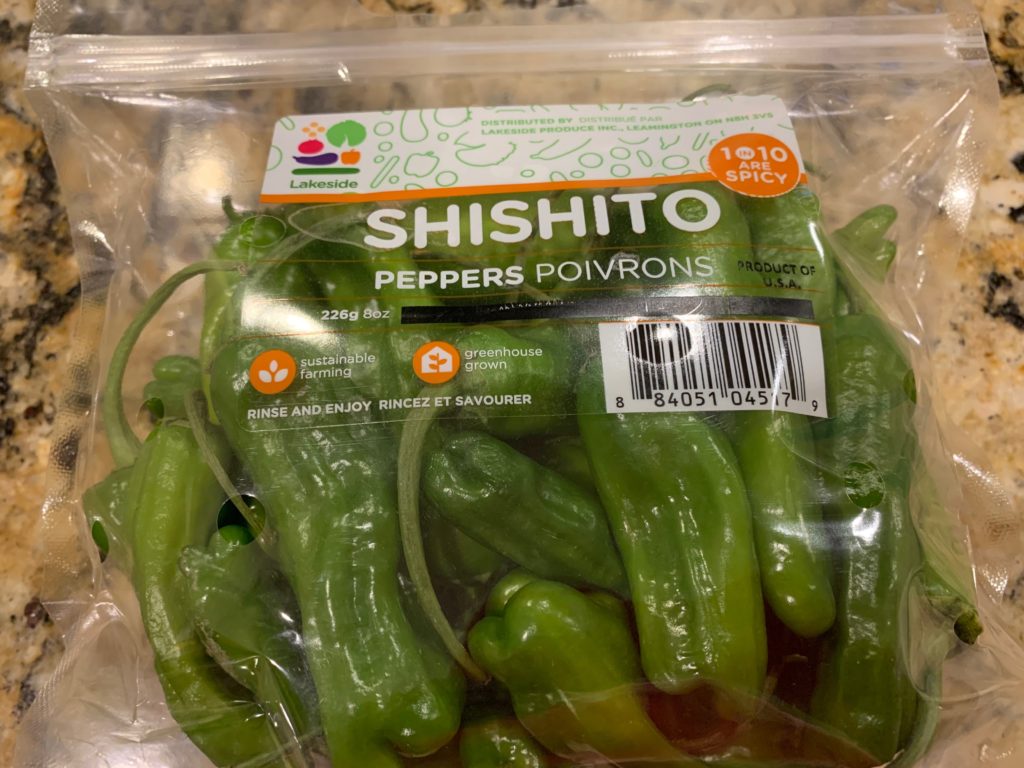 DISTRIBUTED BY DISTRIBUÉ PAR
LAKESIDE PRODUCE INC., LEAMINGTON ON N8H 3V5
Lakeside
1 IN 10
ARE
SPICY
SHISHITO
PEPPERS POIVRONS
PRODUCT OF
U.S.A.
226g 8oz
sustainable
farming
greenhouse
grown
RINSE AND ENJOY RINCEZ ET SAVOURER
8 84051 04517 9